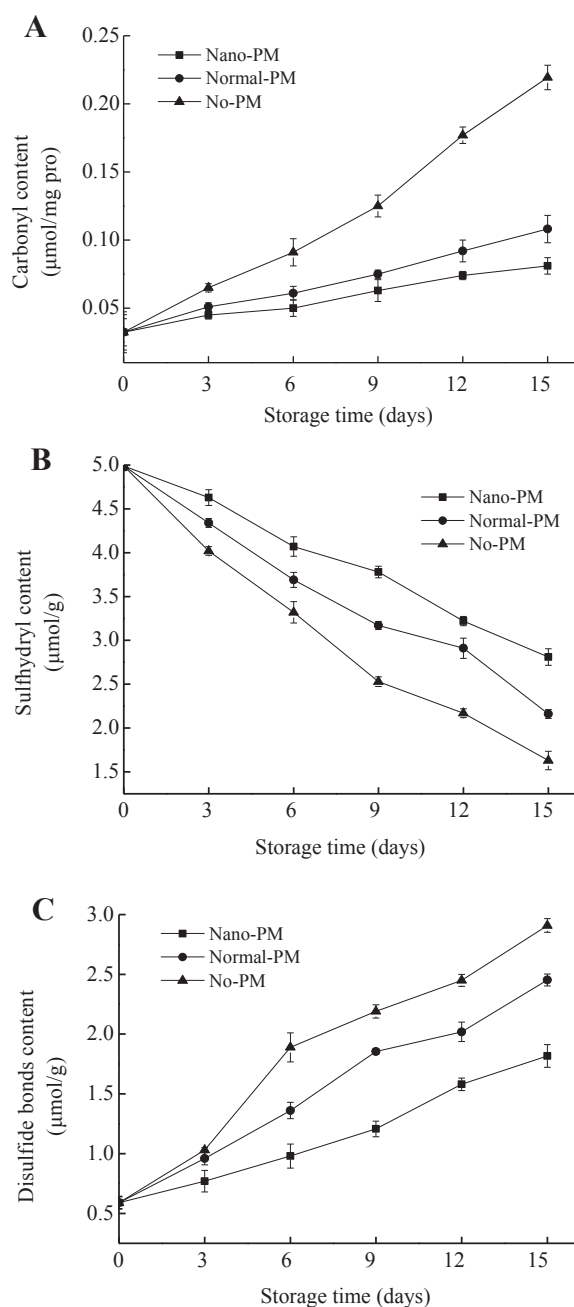 A
0.25
0.20
0.15
0.10
0.05
Carbonyl content
(μmol/mg pro)
Nano-PM
Normal-PM
No-PM
0 3 6 9 12 15
Storage time (days)
B
5.0
4.5
4.0
3.5
3.0
2.5
2.0
1.5
Sulfhydryl content
(μmol/g)
Nano-PM
Normal-PM
No-PM
0 3 6 9 12 15
Storage time (days)
C
3.0
2.5
2.0
1.5
1.0
0.5
Disulfide bonds content
(μmol/g)
Nano-PM
Normal-PM
No-PM
0 3 6 9 12 15
Storage time (days)